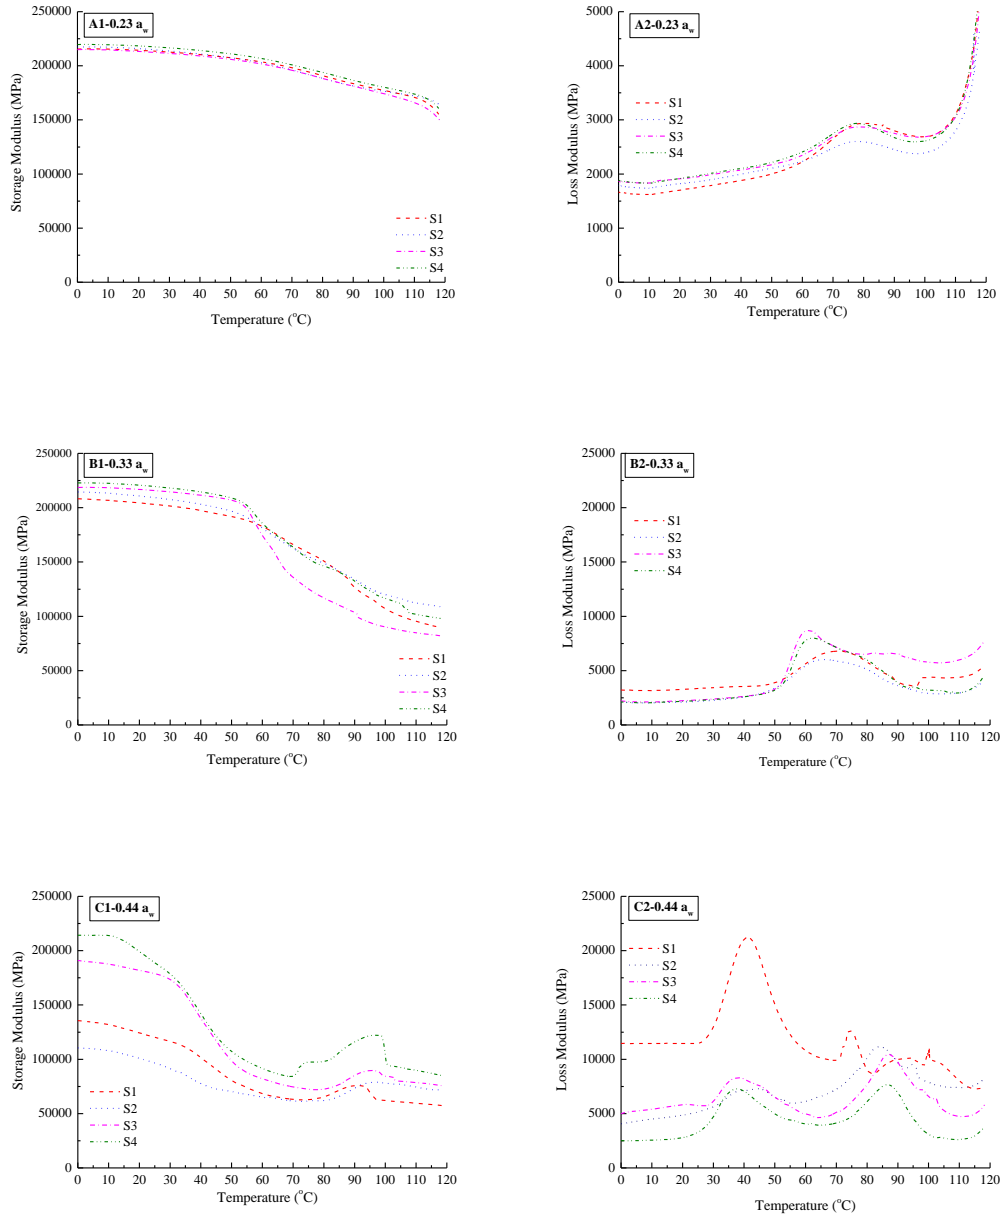 A1-0.23 a_w
Storage Modulus (MPa)
250000
200000
150000
100000
50000
0
S1
S2
S3
S4
0 10 20 30 40 50 60 70 80 90 100 110 120
Temperature (°C)
A2-0.23 a_w
Loss Modulus (MPa)
5000
4000
3000
2000
1000
0
S1
S2
S3
S4
0 10 20 30 40 50 60 70 80 90 100 110 120
Temperature (°C)
B1-0.33 a_w
Storage Modulus (MPa)
250000
200000
150000
100000
50000
0
S1
S2
S3
S4
0 10 20 30 40 50 60 70 80 90 100 110 120
Temperature (°C)
B2-0.33 a_w
Loss Modulus (MPa)
25000
20000
15000
10000
5000
0
S1
S2
S3
S4
0 10 20 30 40 50 60 70 80 90 100 110 120
Temperature (°C)
C1-0.44 a_w
Storage Modulus (MPa)
250000
200000
150000
100000
50000
0
S1
S2
S3
S4
0 10 20 30 40 50 60 70 80 90 100 110 120
Temperature (°C)
C2-0.44 a_w
Loss Modulus (MPa)
25000
20000
15000
10000
5000
0
S1
S2
S3
S4
0 10 20 30 40 50 60 70 80 90 100 110 120
Temperature (°C)